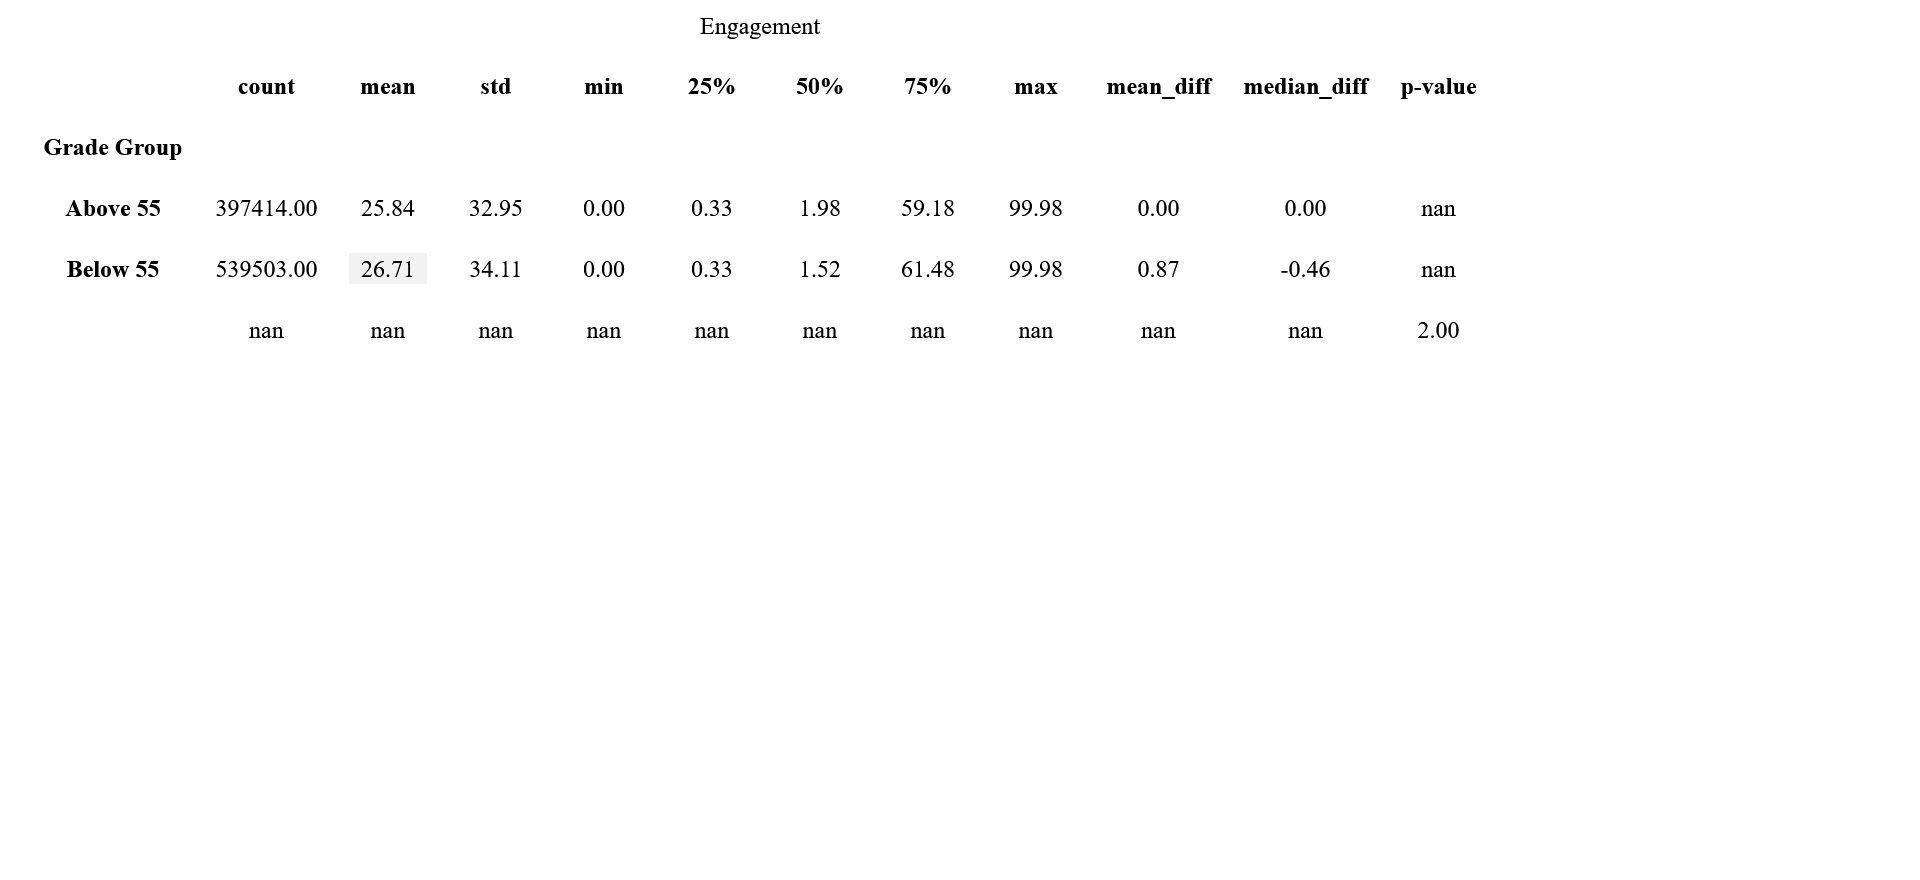 Engagement
count mean std min 25% 50% 75% max mean_diff median_diff p-value
Grade Group
Above 55 397414.00 25.84 32.95 0.00 0.33 1.98 59.18 99.98 0.00 0.00 nan
Below 55 539503.00 26.71 34.11 0.00 0.33 1.52 61.48 99.98 0.87 -0.46 nan
nan nan nan nan nan nan nan nan nan nan 2.00